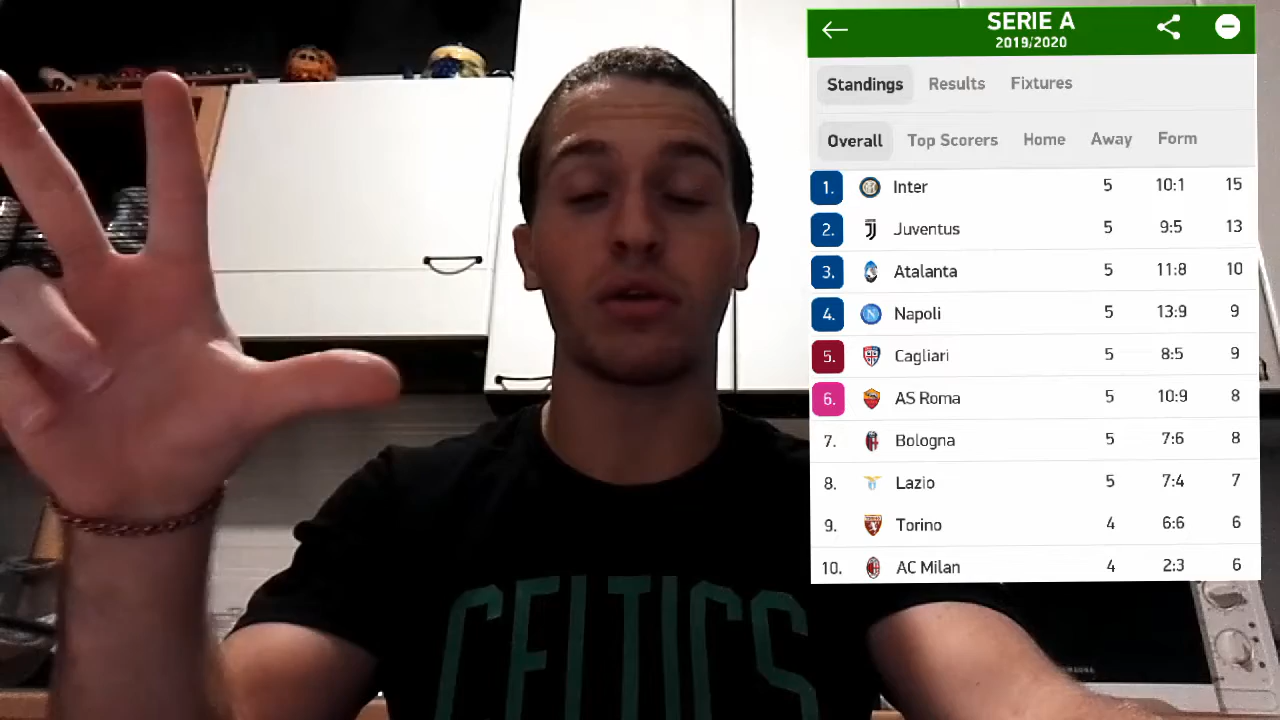 SERIE A
2019/2020
Standings Results Fixtures
Overall Top Scorers Home Away Form
1. Inter 5 10:1 15
2. Juventus 5 9:5 13
3. Atalanta 5 11:8 10
4. Napoli 5 13:9 9
5. Cagliari 5 8:5 9
6. AS Roma 5 10:9 8
7. Bologna 5 7:6 8
8. Lazio 5 7:4 7
9. Torino 4 6:6 6
10. AC Milan 4 2:3 6
CELTICS